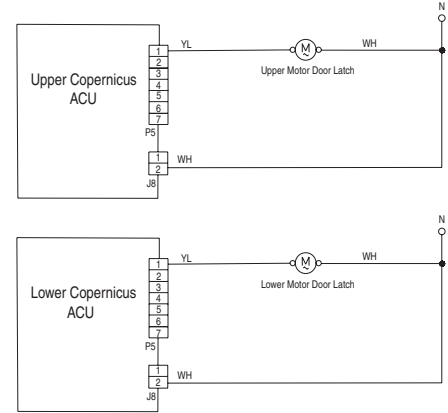 N
YL
WH
1
2
3
4
5
6
7
Upper Copernicus
ACU
Upper Motor Door Latch
P5
1
2
WH
J8
N
YL
WH
1
2
3
4
5
6
7
Lower Copernicus
ACU
Lower Motor Door Latch
P5
1
2
WH
J8